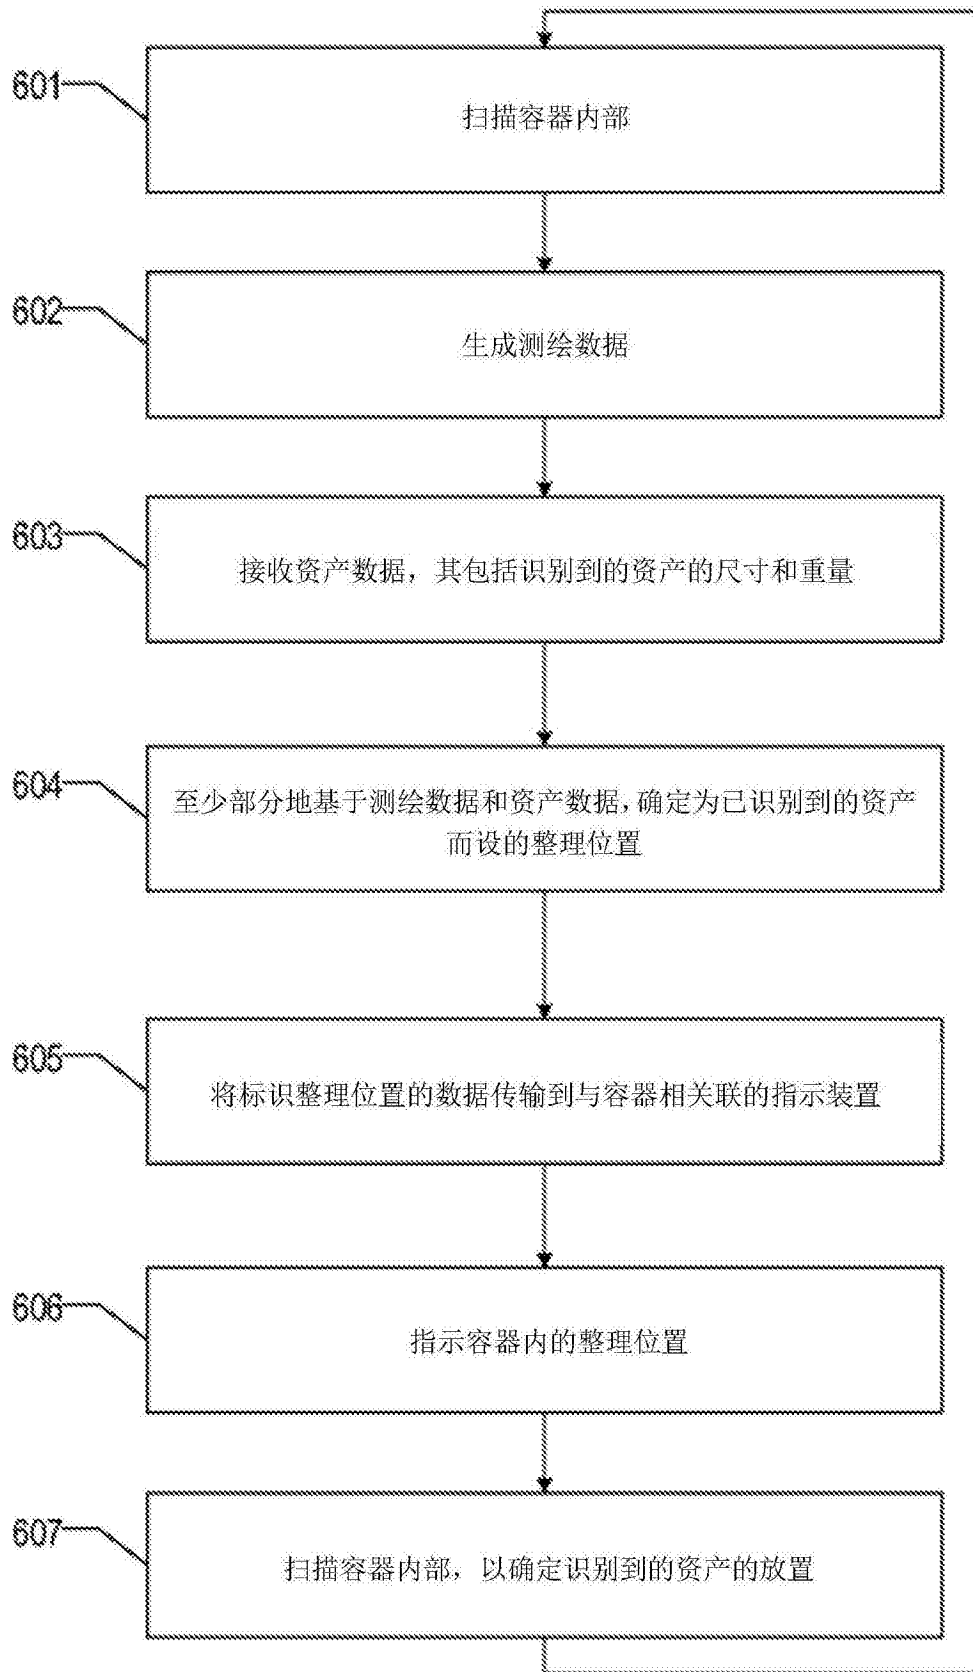 601
扫描容器内部
602
生成测绘数据
603
接收资产数据，其包括识别到的资产的尺寸和重量
604
至少部分地基于测绘数据和资产数据，确定为已识别到的资产
而设的整理位置
605
将标识整理位置的数据传输到与容器相关联的指示装置
606
指示容器内的整理位置
607
扫描容器内部，以确定识别到的资产的放置